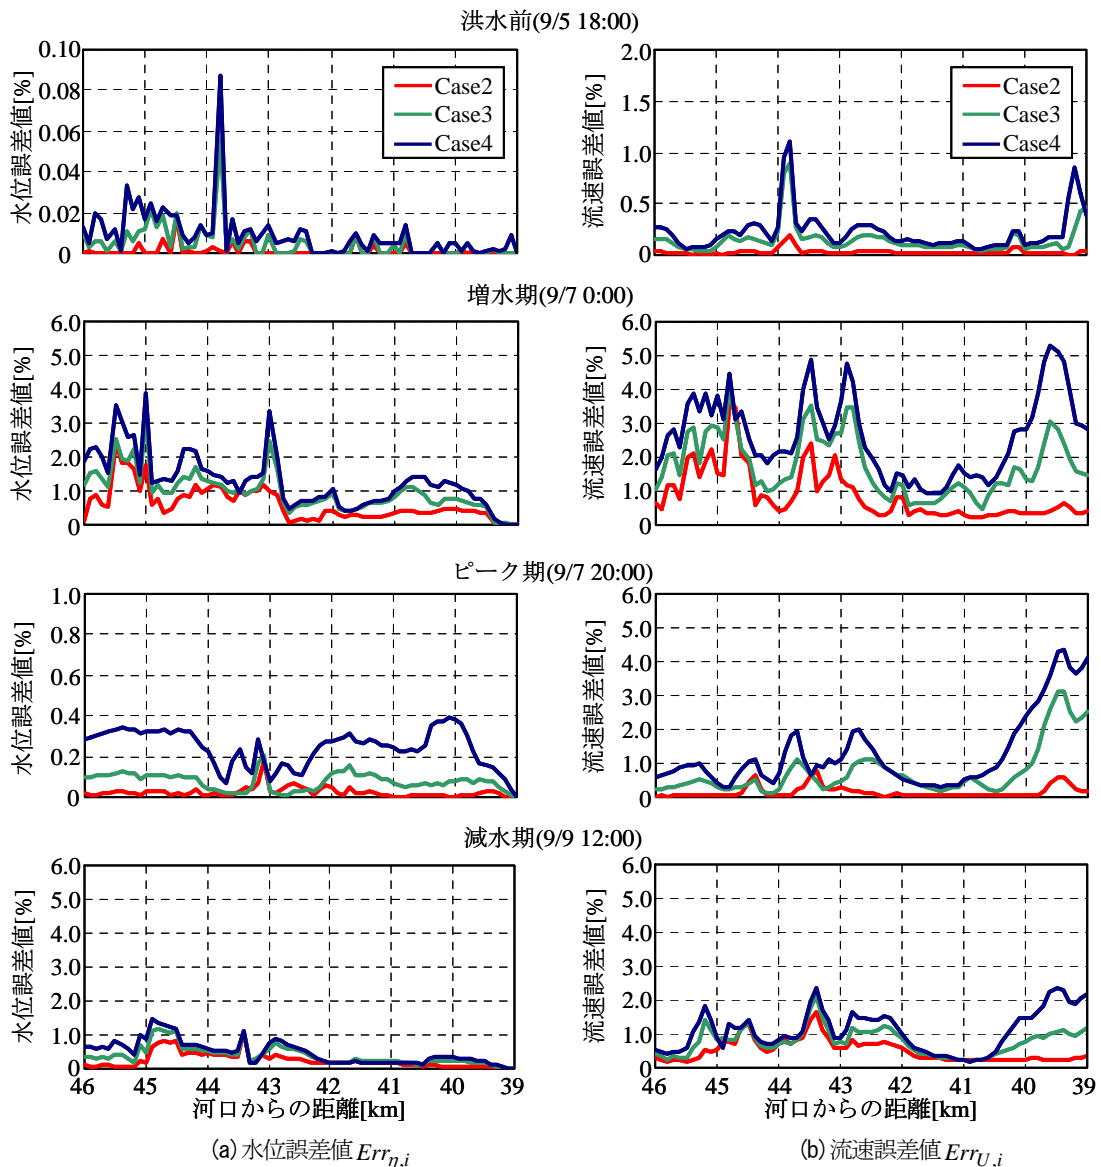 洪水前(9/5 18:00)
水位誤差値[%]
0.10
0.08
0.06
0.04
0.02
0
Case2
Case3
Case4
流速誤差値[%]
2.0
1.5
1.0
0.5
0
Case2
Case3
Case4
増水期(9/7 0:00)
水位誤差値[%]
6.0
5.0
4.0
3.0
2.0
1.0
0
流速誤差値[%]
6.0
5.0
4.0
3.0
2.0
1.0
0
ピーク期(9/7 20:00)
水位誤差値[%]
1.0
0.8
0.6
0.4
0.2
0
流速誤差値[%]
6.0
5.0
4.0
3.0
2.0
1.0
0
減水期(9/9 12:00)
水位誤差値[%]
6.0
5.0
4.0
3.0
2.0
1.0
0
46 45 44 43 42 41 40 39
河口からの距離[km]
(a) 水位誤差値 Errη,i
流速誤差値[%]
6.0
5.0
4.0
3.0
2.0
1.0
0
46 45 44 43 42 41 40 39
河口からの距離[km]
(b) 流速誤差値 ErrU,i